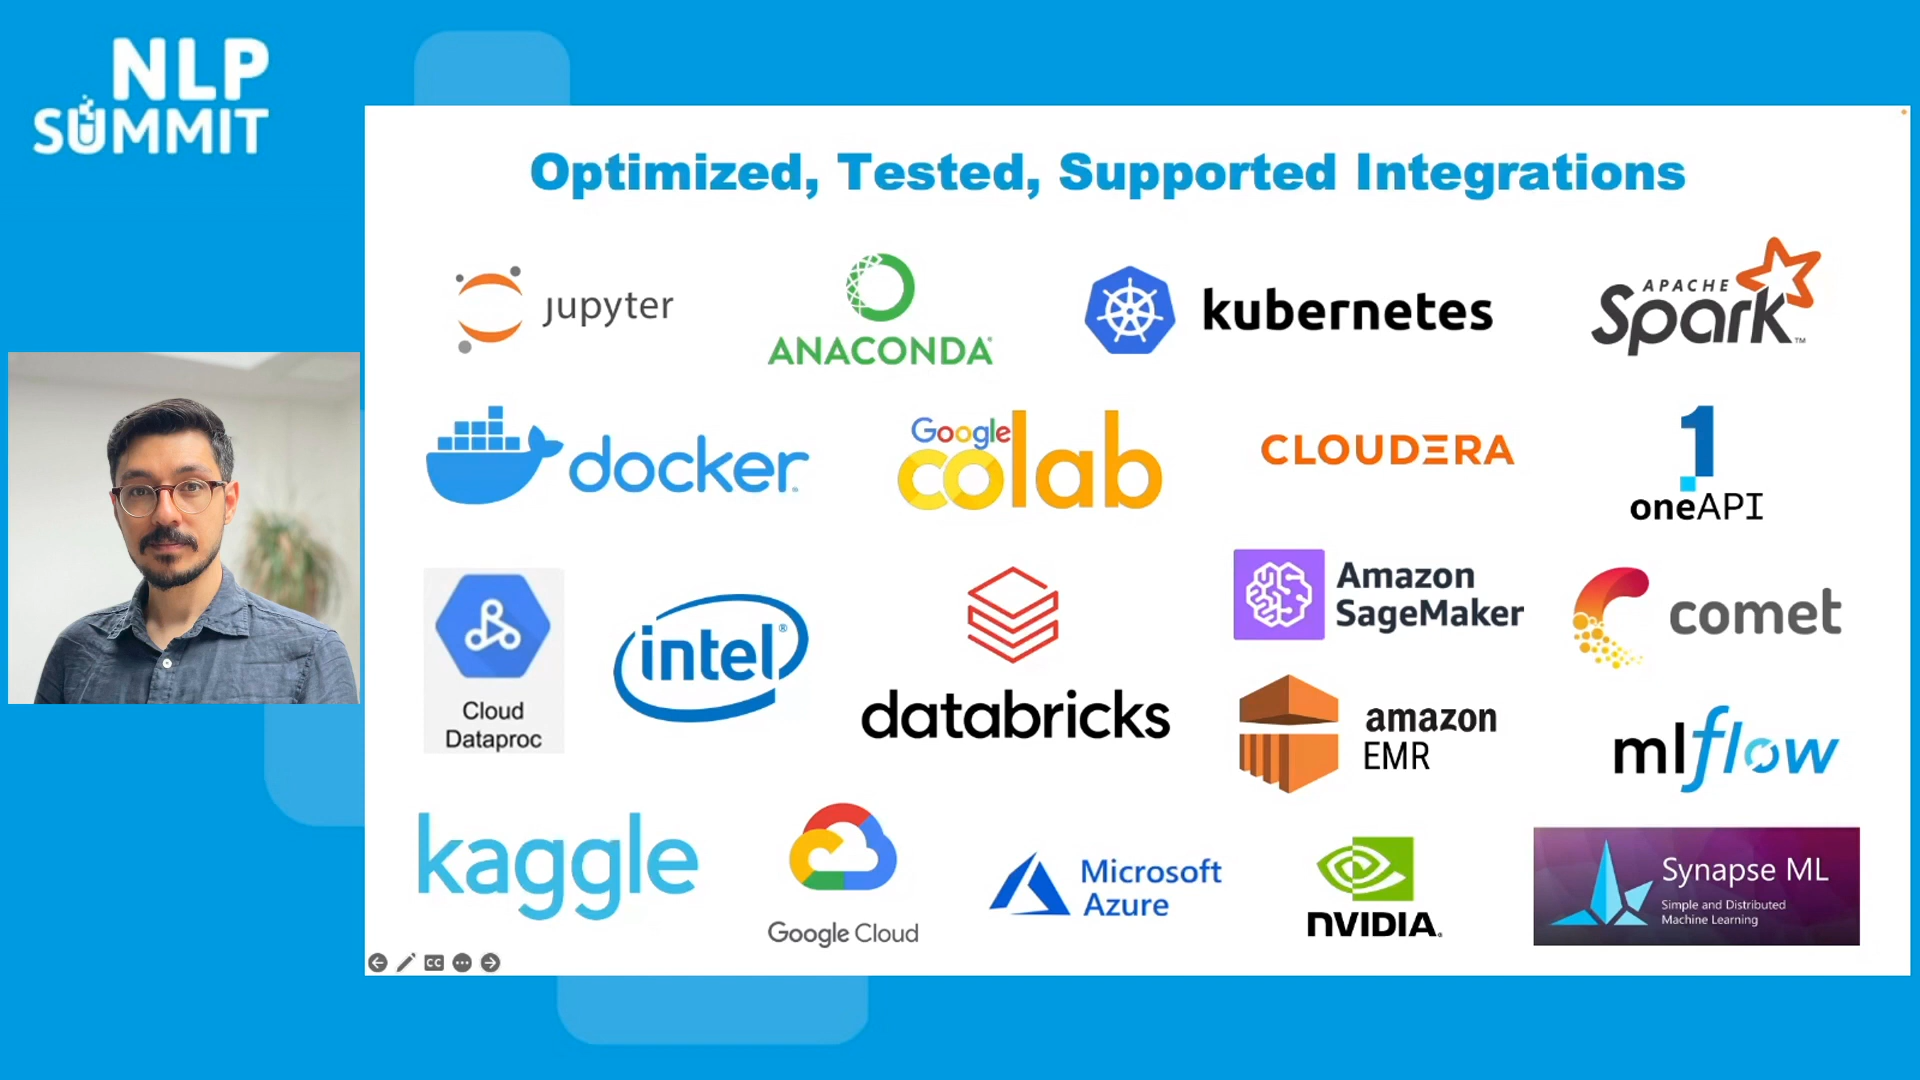 NLP
SUMMIT
Optimized, Tested, Supported Integrations
jupyter
ANACONDA®
kubernetes
APACHE
Spark™
docker
Google
colab
CLOUDERA
1
oneAPI
Cloud
Dataproc
intel®
databricks
Amazon
SageMaker
comet
amazon
EMR
mlflow
kaggle
Google Cloud
Microsoft
Azure
NVIDIA.
Synapse ML
Simple and Distributed
Machine Learning
CC